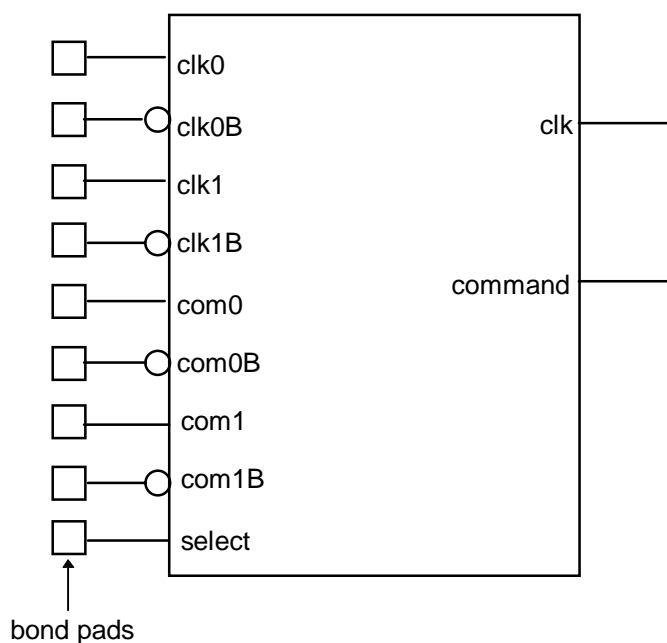 clk0
clk0B
clk
clk1
clk1B
command
com0
com0B
com1
com1B
select
bond pads